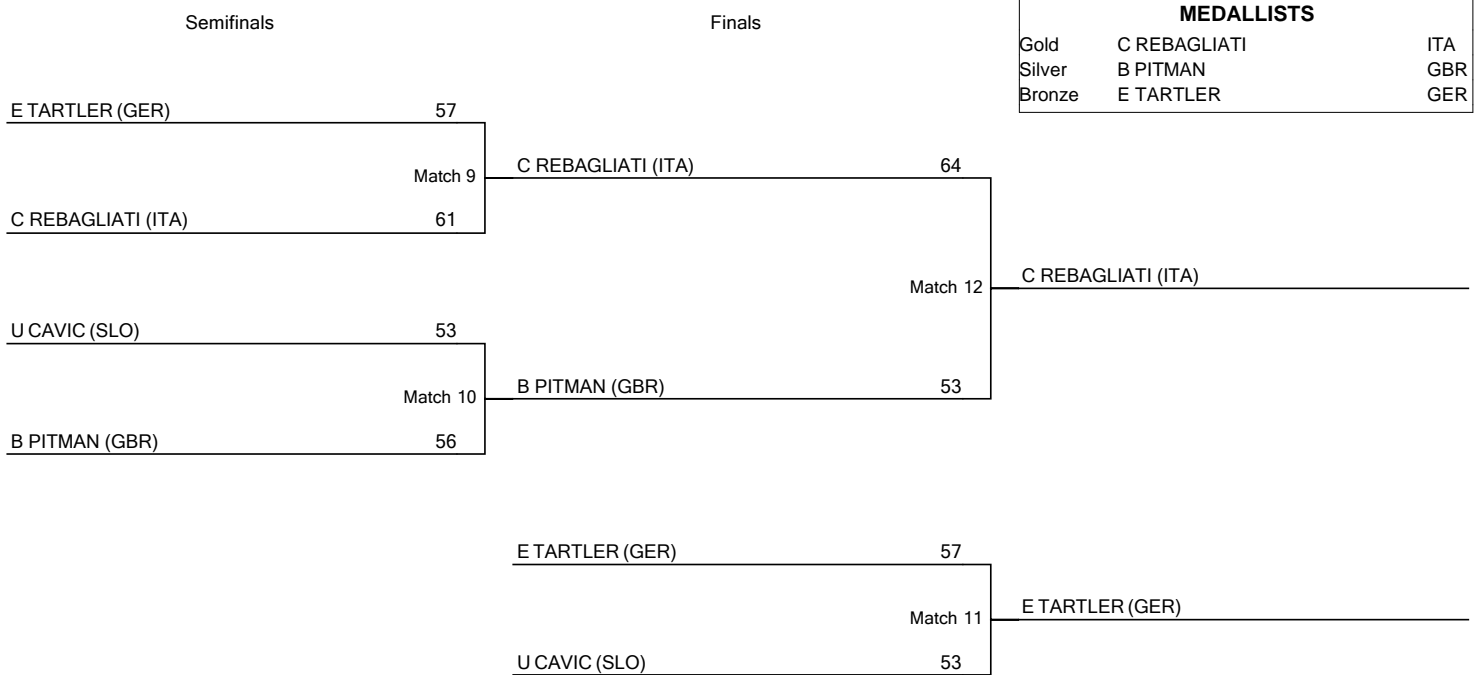 Semifinals
Finals
MEDALLISTS
Gold C REBAGLIATI ITA
Silver B PITMAN GBR
Bronze E TARTLER GER
E TARTLER (GER) 57
Match 9
C REBAGLIATI (ITA) 64
C REBAGLIATI (ITA) 61
Match 12
C REBAGLIATI (ITA)
U CAVIC (SLO) 53
Match 10
B PITMAN (GBR) 53
B PITMAN (GBR) 56
E TARTLER (GER) 57
Match 11
E TARTLER (GER)
U CAVIC (SLO) 53